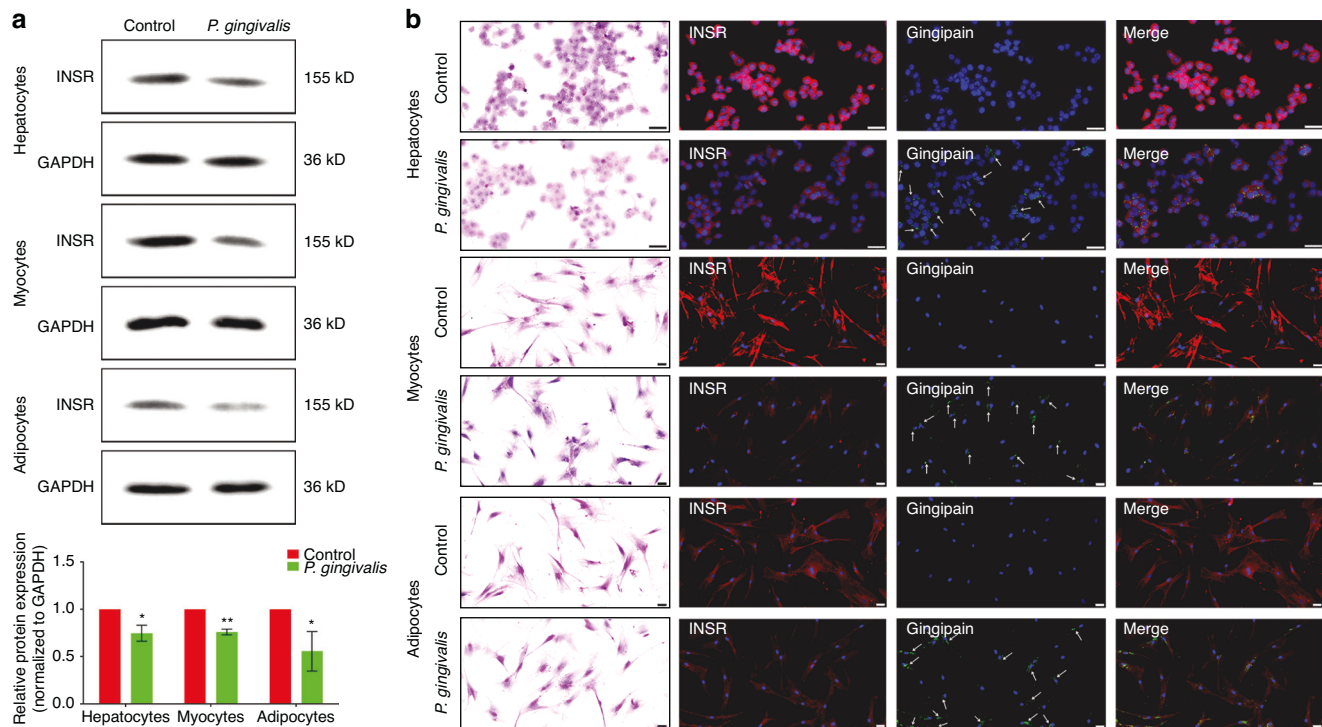 a
Control P. gingivalis
Hepatocytes
INSR 155 kD
GAPDH 36 kD
Myocytes
INSR 155 kD
GAPDH 36 kD
Adipocytes
INSR 155 kD
GAPDH 36 kD
Control
P. gingivalis
Relative protein expression
(normalized to GAPDH)
1.5
1.0
0.5
0.0
* ** *
Hepatocytes Myocytes Adipocytes
b
Hepatocytes
Control
INSR Gingipain Merge
P. gingivalis
INSR Gingipain Merge
Myocytes
Control
INSR Gingipain Merge
P. gingivalis
INSR Gingipain Merge
Adipocytes
Control
INSR Gingipain Merge
P. gingivalis
INSR Gingipain Merge